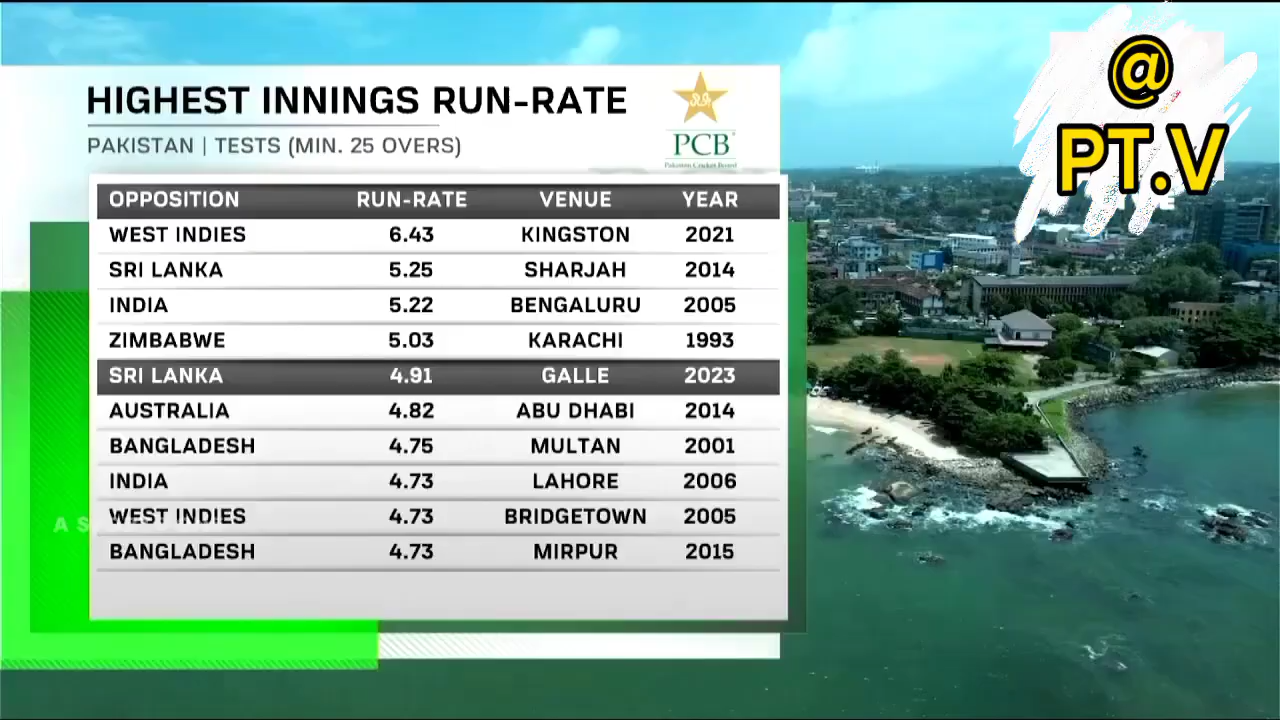 @
PT.V
HIGHEST INNINGS RUN-RATE
PAKISTAN | TESTS (MIN. 25 OVERS)
PCB
Pakistan Cricket Board
OPPOSITION RUN-RATE VENUE YEAR
WEST INDIES 6.43 KINGSTON 2021
SRI LANKA 5.25 SHARJAH 2014
INDIA 5.22 BENGALURU 2005
ZIMBABWE 5.03 KARACHI 1993
SRI LANKA 4.91 GALLE 2023
AUSTRALIA 4.82 ABU DHABI 2014
BANGLADESH 4.75 MULTAN 2001
INDIA 4.73 LAHORE 2006
WEST INDIES 4.73 BRIDGETOWN 2005
BANGLADESH 4.73 MIRPUR 2015